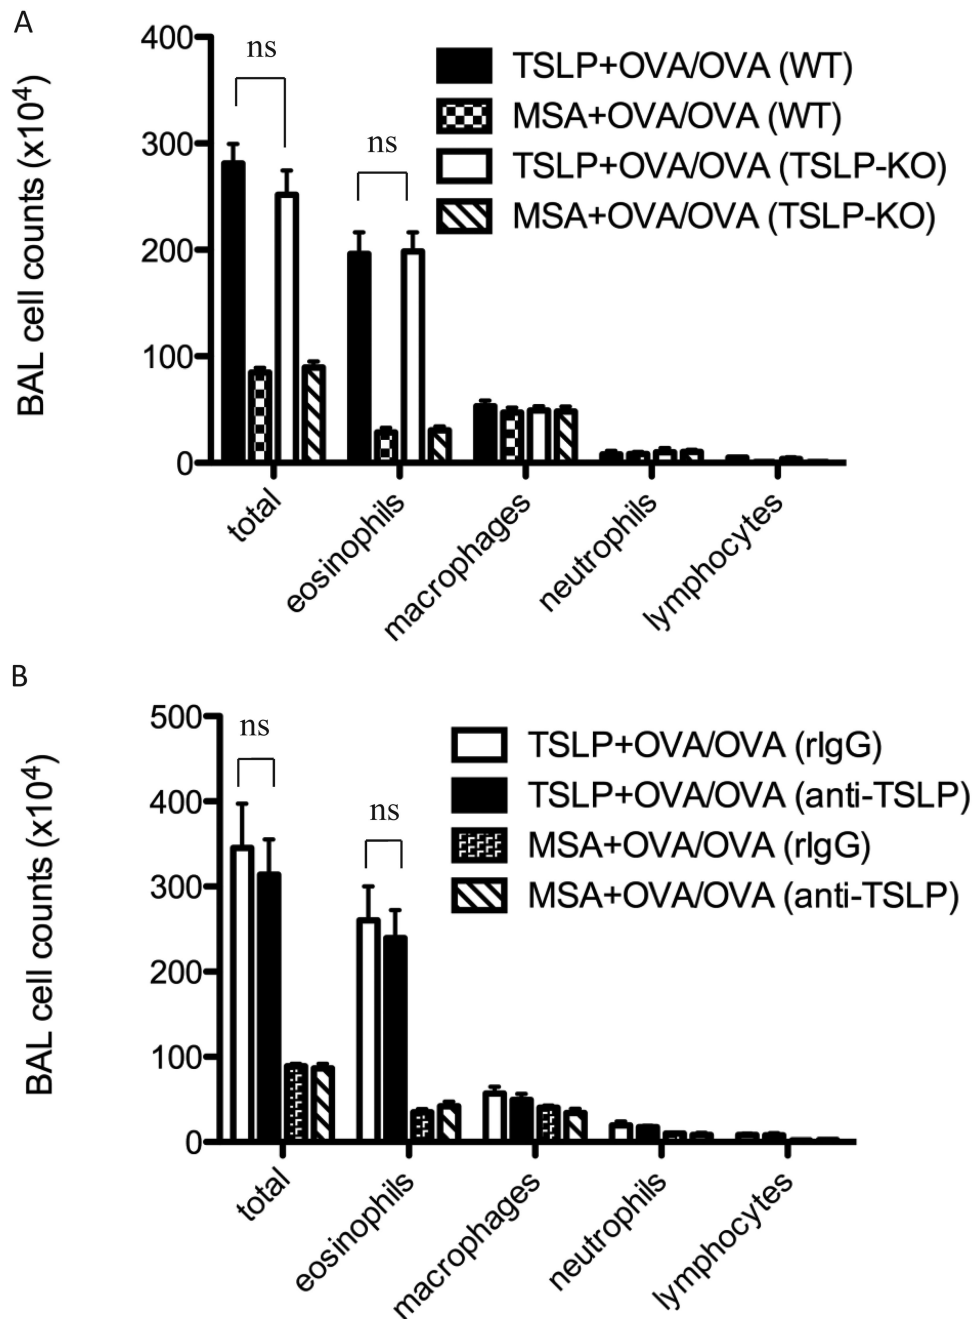 A
BAL cell counts (x10⁴)
400
300
200
100
0
ns
ns
TSLP+OVA/OVA (WT)
MSA+OVA/OVA (WT)
TSLP+OVA/OVA (TSLP-KO)
MSA+OVA/OVA (TSLP-KO)
total
eosinophils
macrophages
neutrophils
lymphocytes
B
BAL cell counts (x10⁴)
500
400
300
200
100
0
ns
ns
TSLP+OVA/OVA (rIgG)
TSLP+OVA/OVA (anti-TSLP)
MSA+OVA/OVA (rIgG)
MSA+OVA/OVA (anti-TSLP)
total
eosinophils
macrophages
neutrophils
lymphocytes